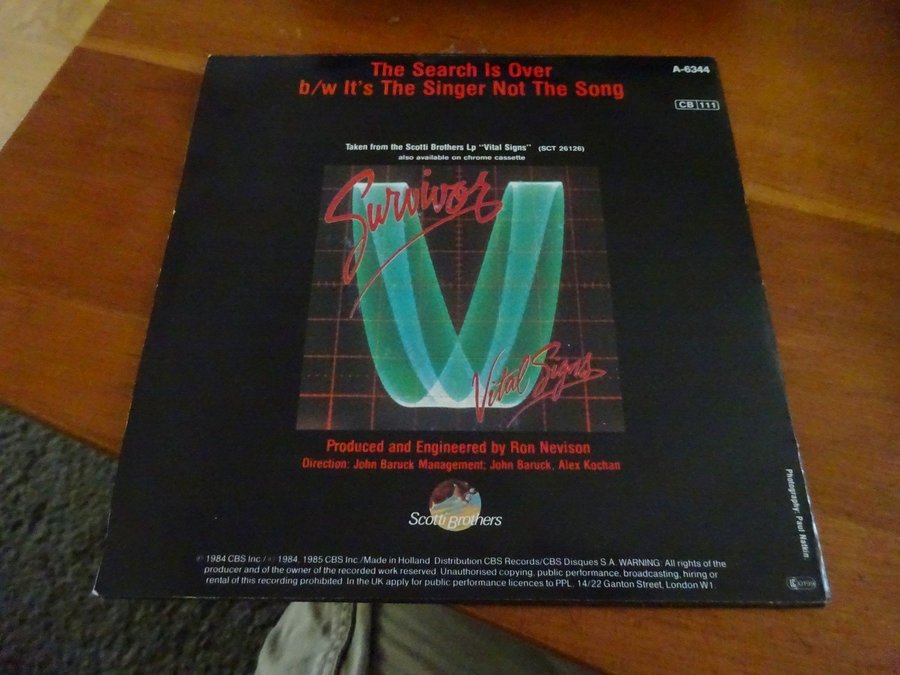 The Search Is Over
b/w It's The Singer Not The Song
A-6344
CB 111
Taken from the Scotti Brothers Lp "Vital Signs" (SCT 26126)
also available on chrome cassette
Survivor
Vital Signs
Produced and Engineered by Ron Nevison
Direction: John Baruck Management; John Baruck, Alex Kochan
Scotti Brothers
℗ 1984 CBS Inc./© 1984, 1985 CBS Inc./Made in Holland. Distribution CBS Records/CBS Disques S.A. WARNING: All rights of the
producer and of the owner of the recorded work reserved. Unauthorised copying, public performance, broadcasting, hiring or
rental of this recording prohibited. In the UK apply for public performance licences to PPL, 14/22 Ganton Street, London W1.
Photography: Paul Natkin